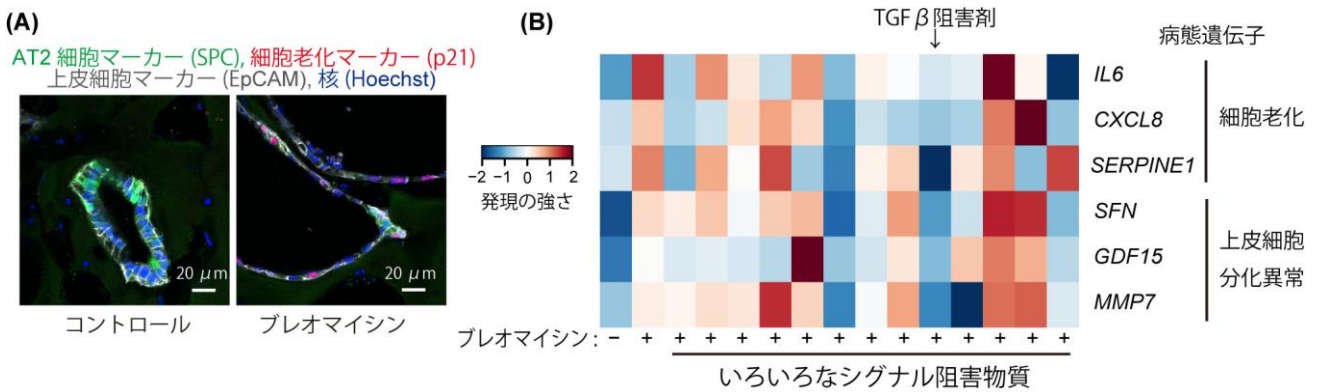 (A)
AT2 細胞マーカー (SPC), 細胞老化マーカー (p21)
上皮細胞マーカー (EpCAM), 核 (Hoechst)
20 μm
20 μm
コントロール
ブレオマイシン
(B)
TGF β 阻害剤
↓
病態遺伝子
IL6
CXCL8
SERPINE1
細胞老化
SFN
GDF15
MMP7
上皮細胞
分化異常
-2 -1 0 1 2
発現の強さ
ブレオマイシン : − + + + + + + + + + + + + + +
いろいろなシグナル阻害物質